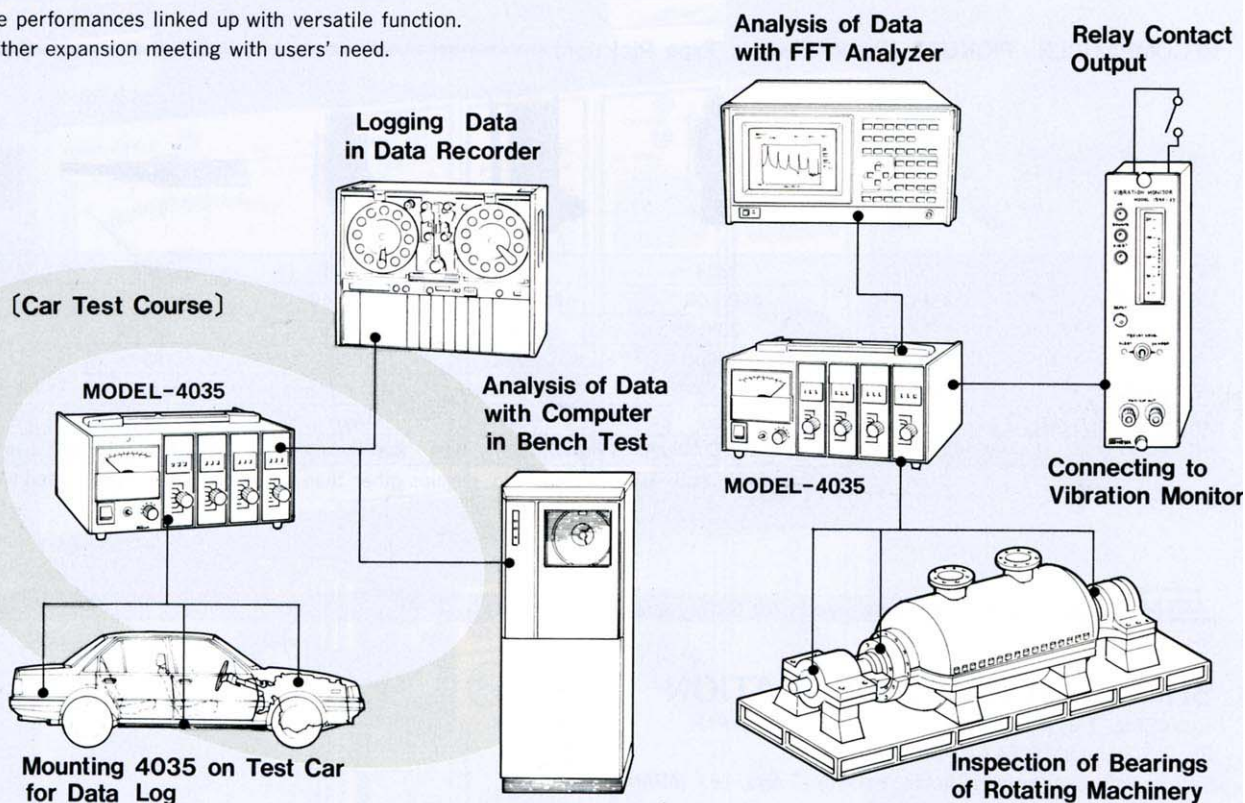 e performances linked up with versatile function.
ther expansion meeting with users' need.
Analysis of Data
with FFT Analyzer
Relay Contact
Output
Logging Data
in Data Recorder
VIBRATION MONITOR
[Car Test Course]
MODEL-4035
Analysis of Data
with Computer
in Bench Test
MODEL-4035
Connecting to
Vibration Monitor
Mounting 4035 on Test Car
for Data Log
Inspection of Bearings
of Rotating Machinery